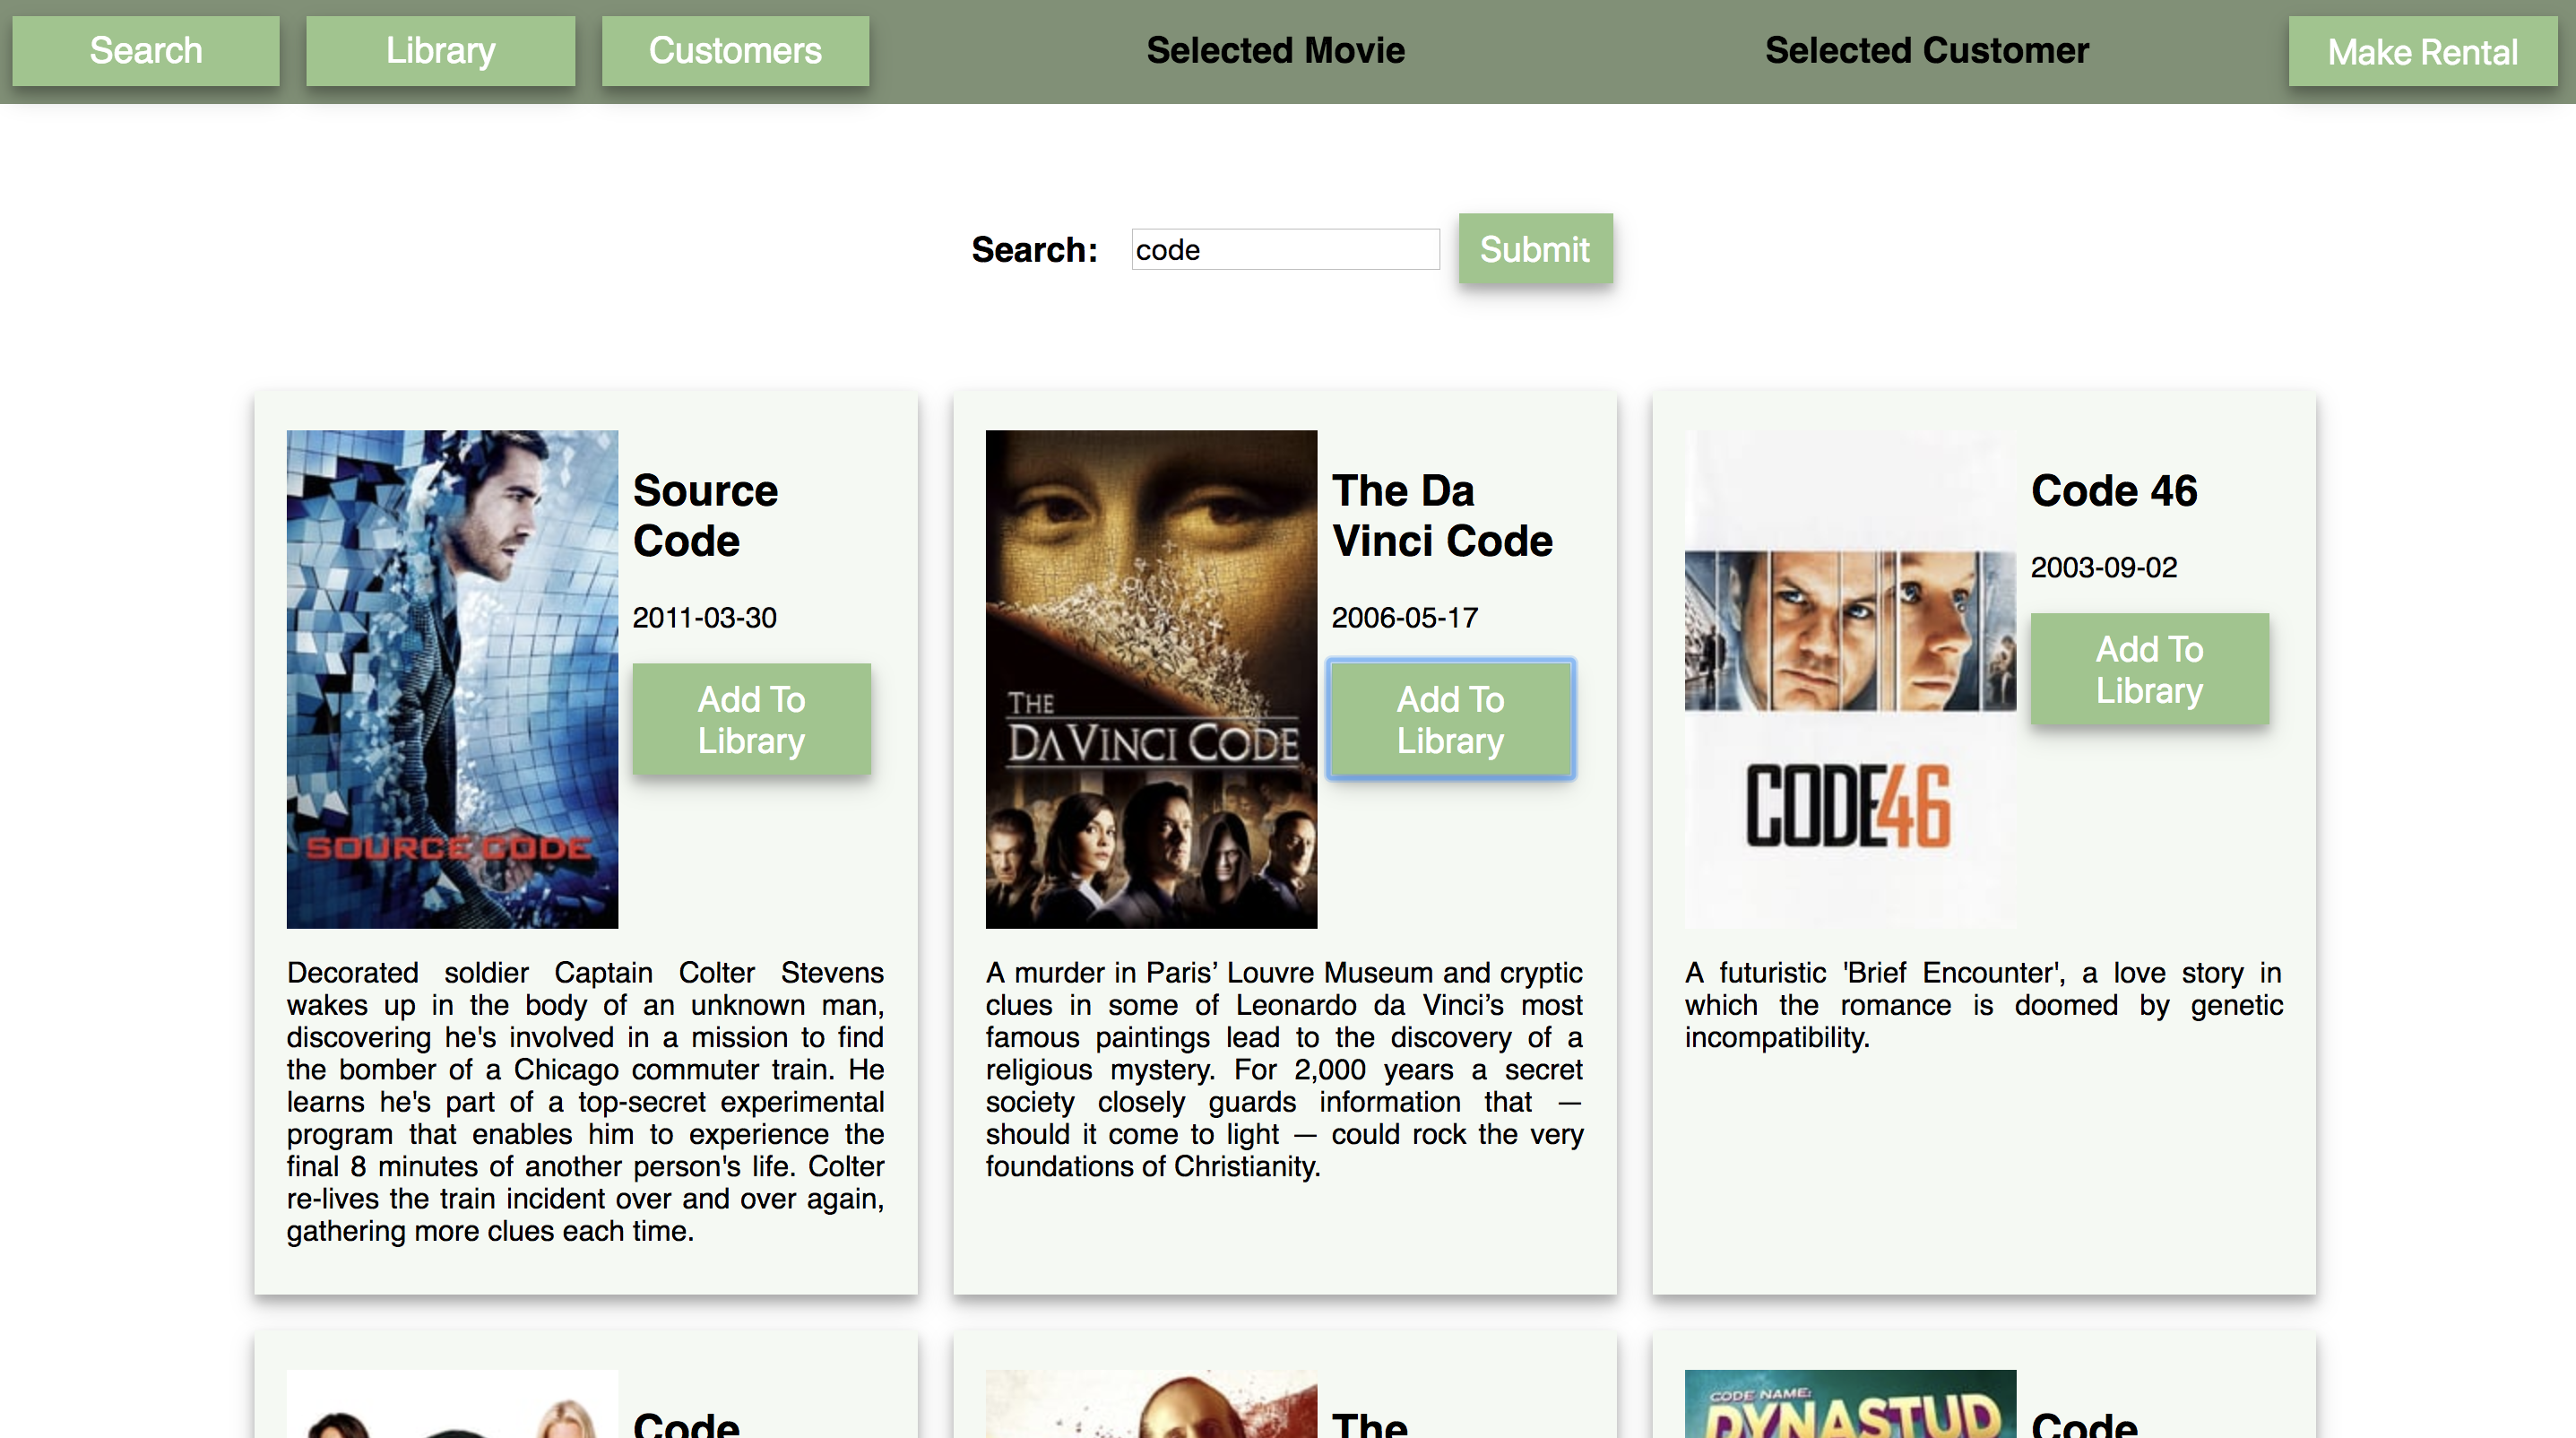 Search
Library
Customers
Selected Movie
Selected Customer
Make Rental
Search:
code
Submit
SOURCE CODE
Source
Code
2011-03-30
Add To
Library
Decorated soldier Captain Colter Stevens
wakes up in the body of an unknown man,
discovering he's involved in a mission to find
the bomber of a Chicago commuter train. He
learns he's part of a top-secret experimental
program that enables him to experience the
final 8 minutes of another person's life. Colter
re-lives the train incident over and over again,
gathering more clues each time.
THE
DA VINCI CODE
The Da
Vinci Code
2006-05-17
Add To
Library
A murder in Paris’ Louvre Museum and cryptic
clues in some of Leonardo da Vinci’s most
famous paintings lead to the discovery of a
religious mystery. For 2,000 years a secret
society closely guards information that —
should it come to light — could rock the very
foundations of Christianity.
CODE46
Code 46
2003-09-02
Add To
Library
A futuristic 'Brief Encounter', a love story in
which the romance is doomed by genetic
incompatibility.
Code
The
CODE NAME:
DYNASTUD
Code